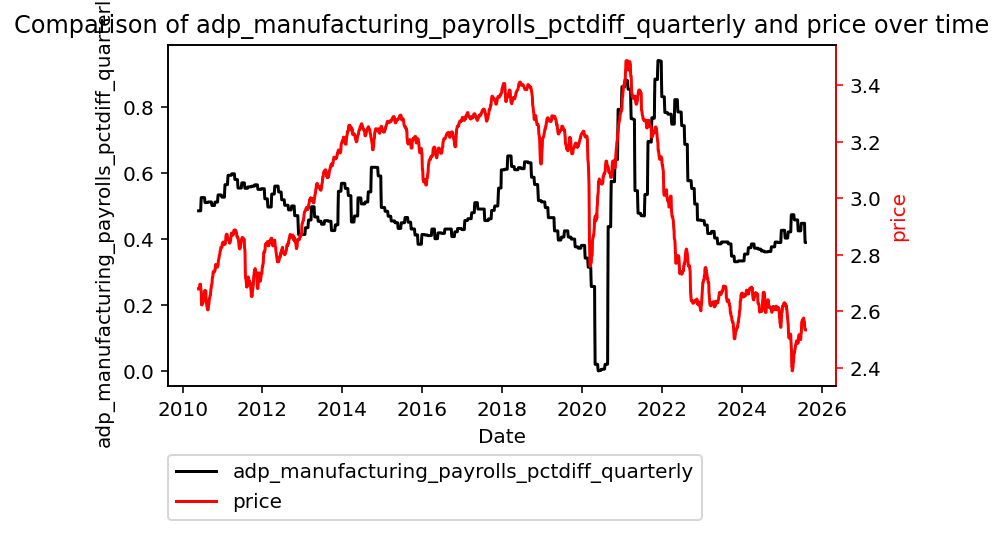 Comparison of adp_manufacturing_payrolls_pctdiff_quarterly and price over time
adp_manufacturing_payrolls_pctdiff_quarterly
0.8
0.6
0.4
0.2
0.0
3.4
3.2
3.0
2.8
2.6
2.4
price
2010 2012 2014 2016 2018 2020 2022 2024 2026
Date
adp_manufacturing_payrolls_pctdiff_quarterly
price